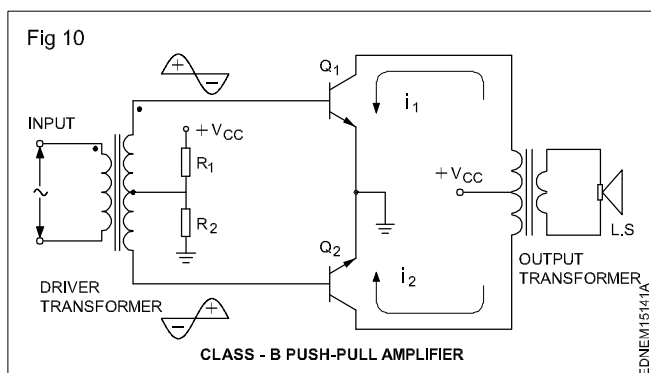 Fig 10
INPUT
DRIVER
TRANSFORMER
+
−
+ VCC
R1
R2
−
+
Q1
Q2
i1
i2
+ VCC
L.S
OUTPUT
TRANSFORMER
CLASS - B PUSH-PULL AMPLIFIER
EDNEM15141A